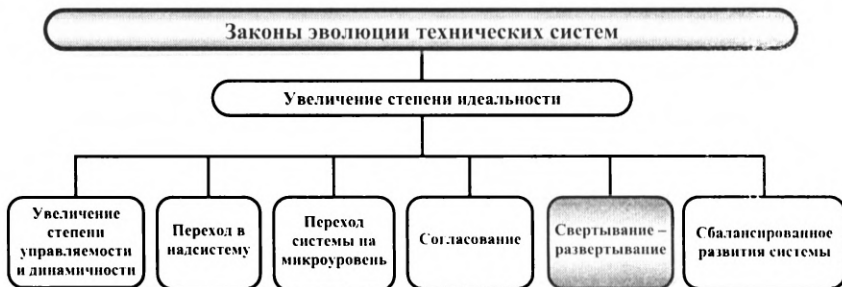 Законы эволюции технических систем
Увеличение степени идеальности
Увеличение
степени
управляемости
и динамичности
Переход в
надсистему
Переход
системы на
микроуровень
Согласование
Свертывание –
развертывание
Сбалансированное
развития системы